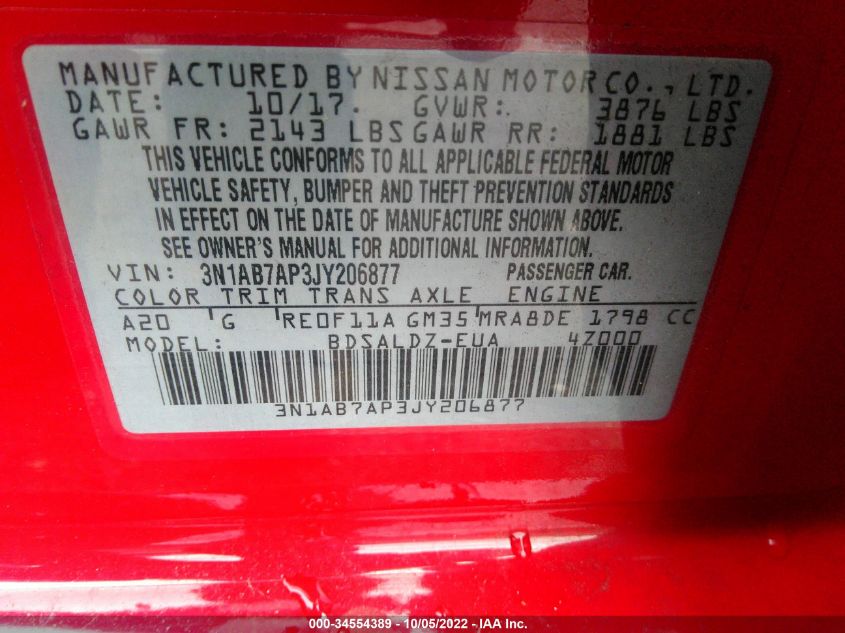 MANUFACTURED BY NISSAN MOTOR CO., LTD.
DATE: 10/17. GVWR: 3876 LBS
GAWR FR: 2143 LBS GAWR RR: 1881 LBS
THIS VEHICLE CONFORMS TO ALL APPLICABLE FEDERAL MOTOR
VEHICLE SAFETY, BUMPER AND THEFT PREVENTION STANDARDS
IN EFFECT ON THE DATE OF MANUFACTURE SHOWN ABOVE.
SEE OWNER'S MANUAL FOR ADDITIONAL INFORMATION.
VIN: 3N1AB7AP3JY206877 PASSENGER CAR.
COLOR TRIM TRANS AXLE ENGINE
A20 G RE0F11A GM35 MRA8DE 1798 CC
MODEL: BDSALDZ-EUA 4Z000
3N1AB7AP3JY206877
000-34554389 - 10/05/2022 - IAA Inc.